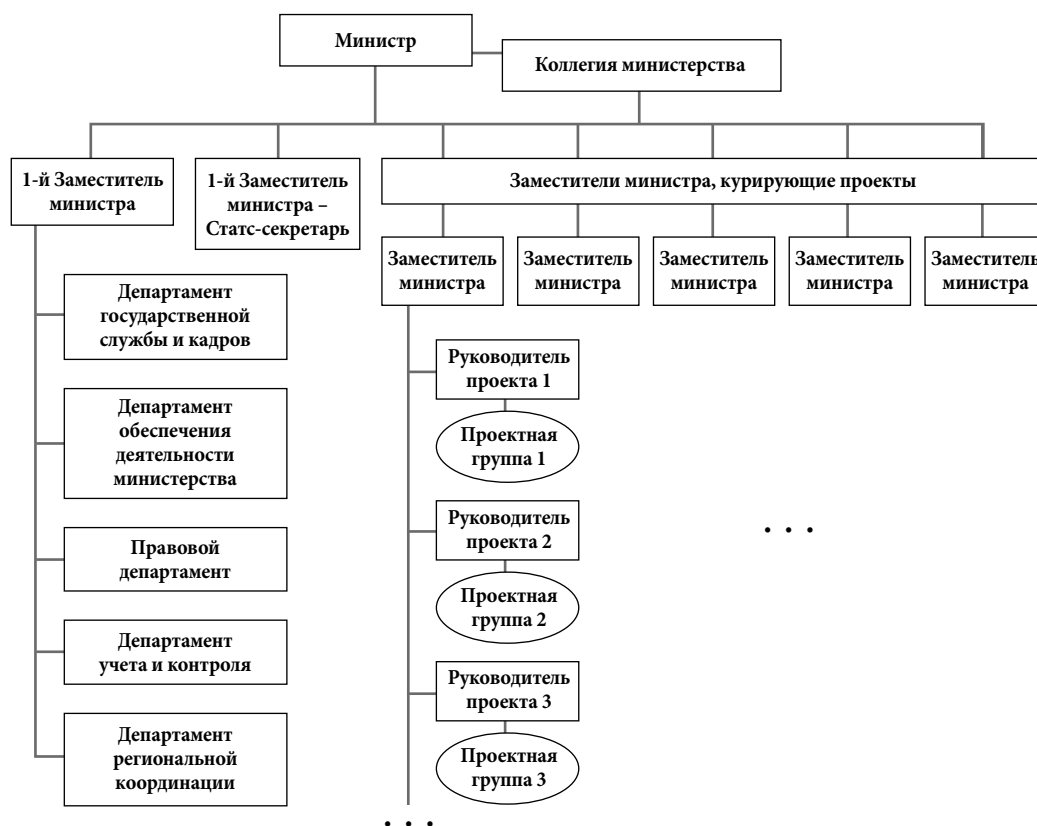 Министр
Коллегия министерства
1-й Заместитель
министра
1-й Заместитель
министра –
Статс-секретарь
Заместители министра, курирующие проекты
Заместитель
министра
Заместитель
министра
Заместитель
министра
Заместитель
министра
Заместитель
министра
Департамент
государственной
службы и кадров
Департамент
обеспечения
деятельности
министерства
Правовой
департамент
Департамент
учета и контроля
Департамент
региональной
координации
Руководитель
проекта 1
Проектная
группа 1
Руководитель
проекта 2
Проектная
группа 2
Руководитель
проекта 3
Проектная
группа 3
. . .
. . .